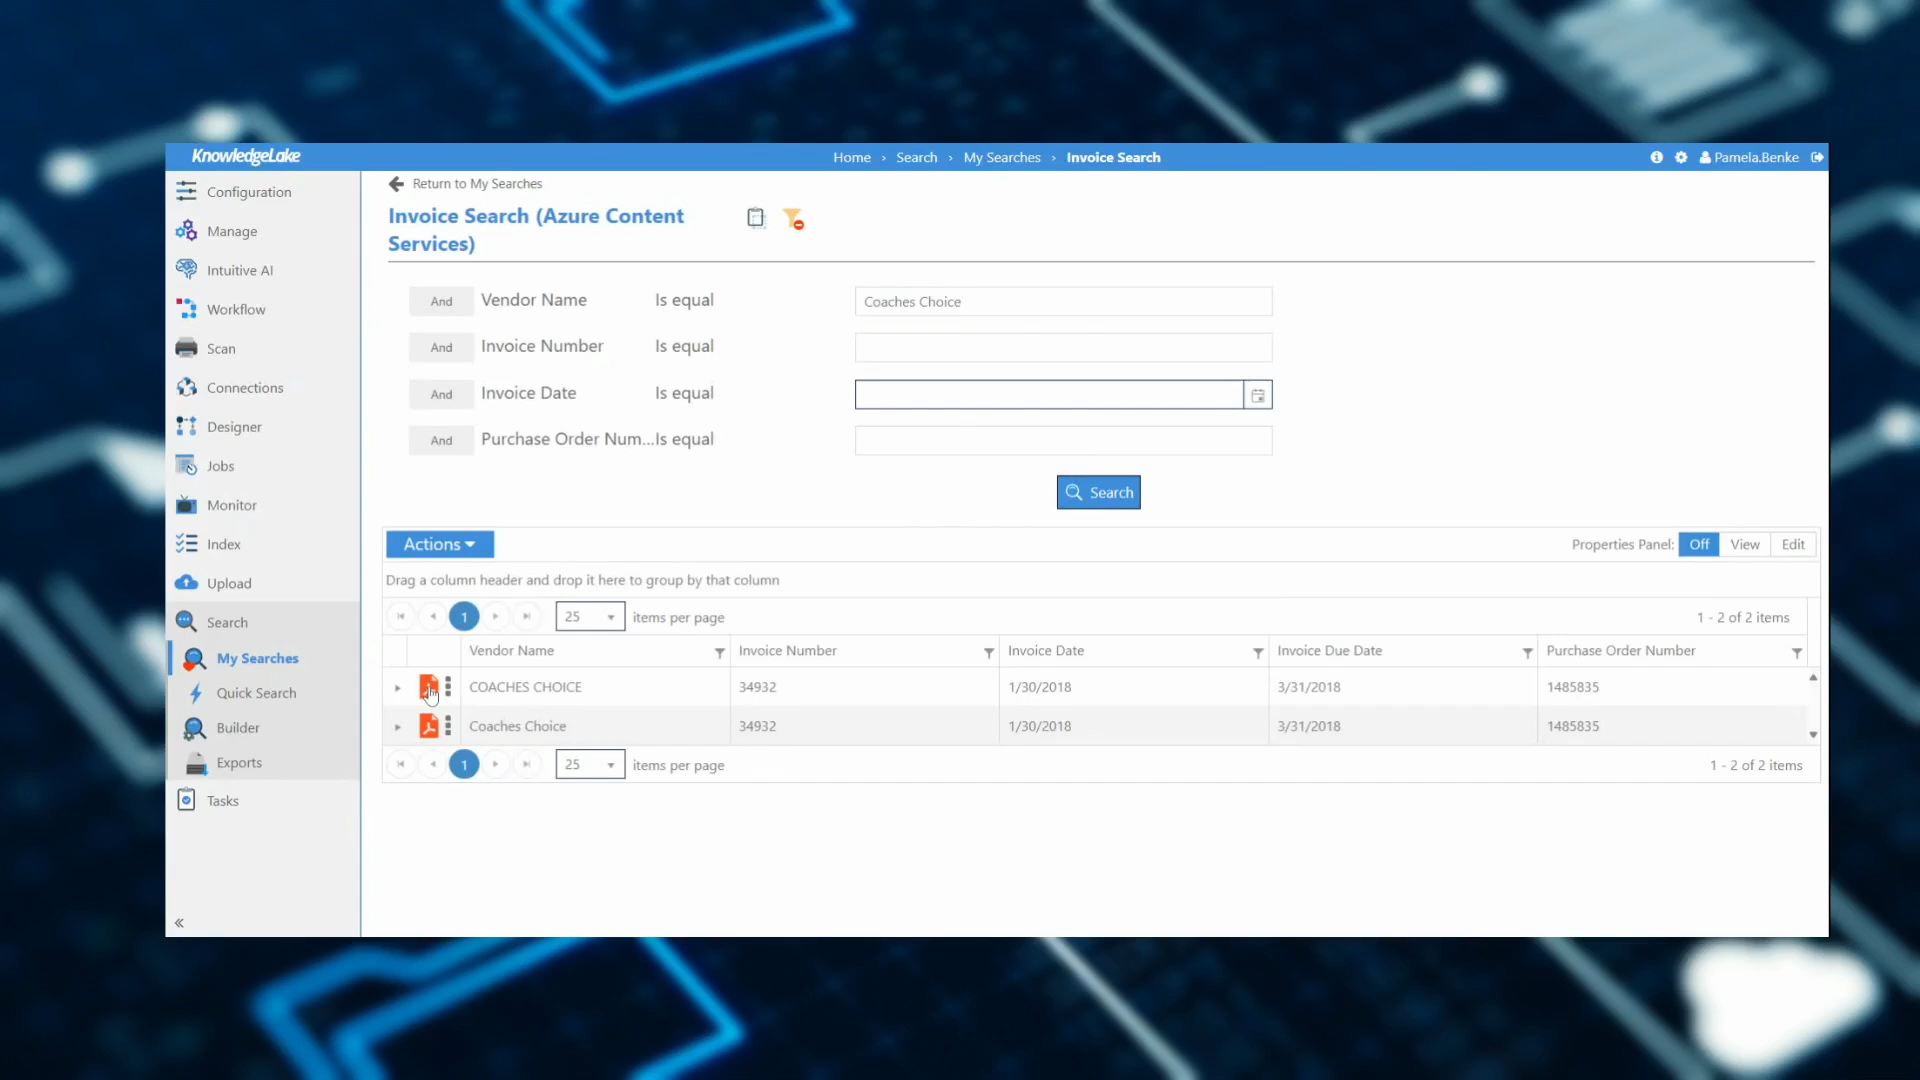 KnowledgeLake
Home › Search › My Searches › Invoice Search
Pamela.Benke
Configuration
Manage
Intuitive AI
Workflow
Scan
Connections
Designer
Jobs
Monitor
Index
Upload
Search
My Searches
Quick Search
Builder
Exports
Tasks
Return to My Searches
Invoice Search (Azure Content
Services)
And Vendor Name Is equal Coaches Choice
And Invoice Number Is equal
And Invoice Date Is equal
And Purchase Order Num... Is equal
Search
Actions
Properties Panel: Off View Edit
Drag a column header and drop it here to group by that column
1 25 items per page 1 - 2 of 2 items
Vendor Name Invoice Number Invoice Date Invoice Due Date Purchase Order Number
COACHES CHOICE 34932 1/30/2018 3/31/2018 1485835
Coaches Choice 34932 1/30/2018 3/31/2018 1485835
1 25 items per page 1 - 2 of 2 items